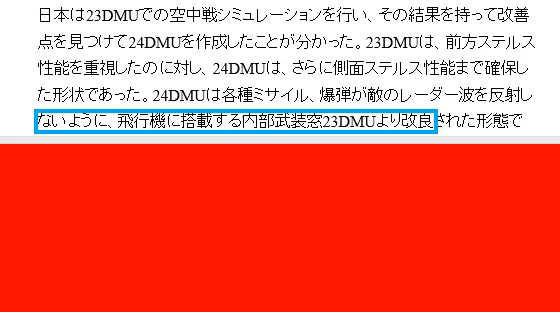 日本は23DMUでの空中戦シミュレーションを行い、その結果を持って改善
点を見つけて24DMUを作成したことが分かった。23DMUは、前方ステルス
性能を重視したのに対し、24DMUは、さらに側面ステルス性能まで確保し
た形状であった。24DMUは各種ミサイル、爆弾が敵のレーダー波を反射し
ないように、飛行機に搭載する内部武装窓23DMUより改良された形態で